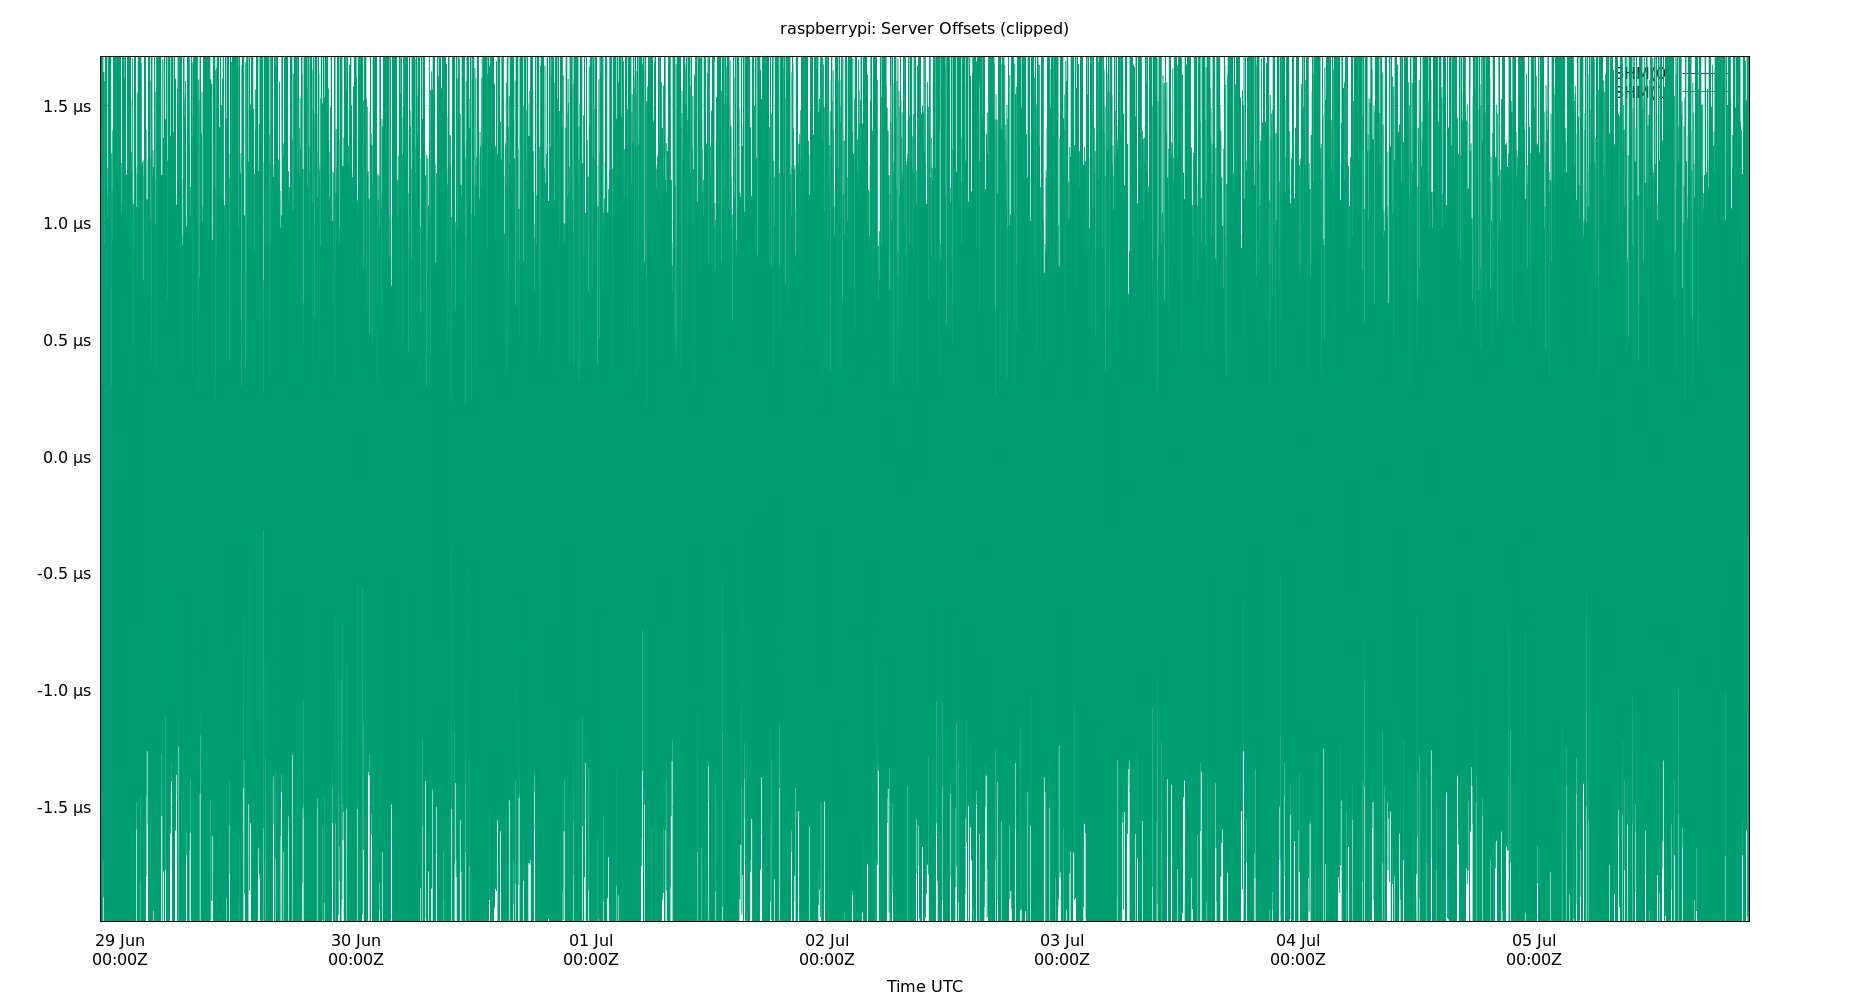 raspberrypi: Server Offsets (clipped)
1.5 µs
1.0 µs
0.5 µs
0.0 µs
-0.5 µs
-1.0 µs
-1.5 µs
29 Jun 30 Jun 01 Jul 02 Jul 03 Jul 04 Jul 05 Jul
00:00Z 00:00Z 00:00Z 00:00Z 00:00Z 00:00Z 00:00Z
Time UTC